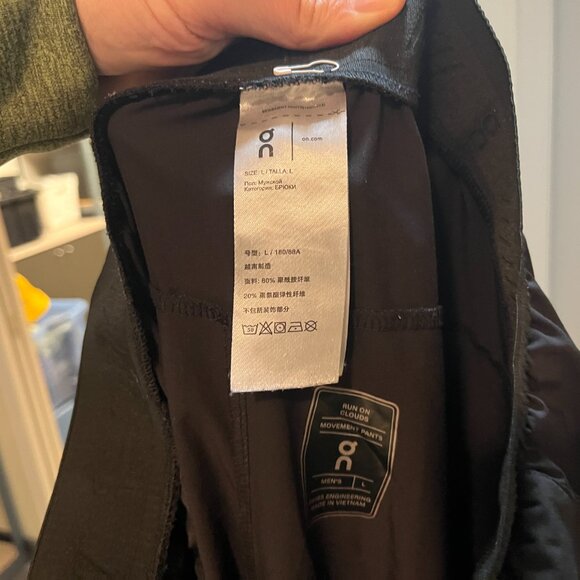 on
on.com
SIZE: L / TALLA: L
Пол: Мужской
Категория: БРЮКИ
号型: L / 180/88A
越南制造
面料: 80% 聚酰胺纤维
20% 聚氨酯弹性纤维
不包括装饰部分
RUN ON
CLOUDS
MOVEMENT PANTS
on
MEN'S L
SWISS ENGINEERING
MADE IN VIETNAM